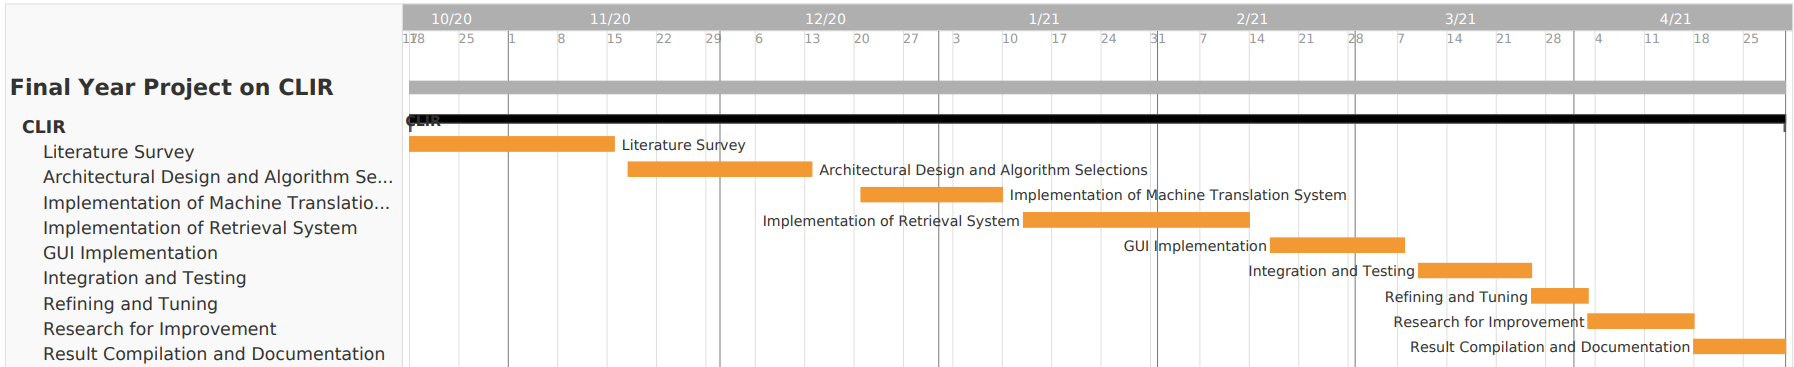 10/20 11/20 12/20 1/21 2/21 3/21 4/21
17 18 25 1 8 15 22 29 6 13 20 27 3 10 17 24 31 7 14 21 28 7 14 21 28 4 11 18 25
Final Year Project on CLIR
CLIR CLIR
Literature Survey Literature Survey
Architectural Design and Algorithm Se... Architectural Design and Algorithm Selections
Implementation of Machine Translatio... Implementation of Machine Translation System
Implementation of Retrieval System Implementation of Retrieval System
GUI Implementation GUI Implementation
Integration and Testing Integration and Testing
Refining and Tuning Refining and Tuning
Research for Improvement Research for Improvement
Result Compilation and Documentation Result Compilation and Documentation